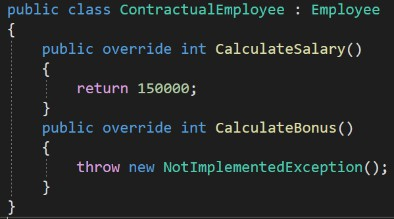 public class ContractualEmployee : Employee
{
    public override int CalculateSalary()
    {
        return 150000;
    }
    public override int CalculateBonus()
    {
        throw new NotImplementedException();
    }
}